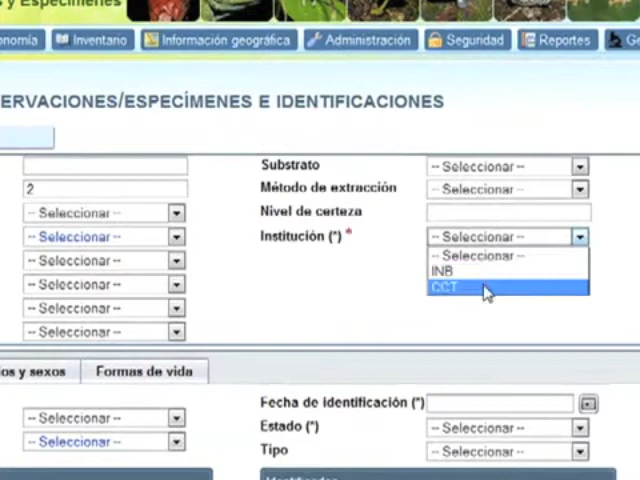 s y Especímenes
onomía Inventario Información geográfica Administración Seguridad Reportes Ge
ERVACIONES/ESPECÍMENES E IDENTIFICACIONES
Substrato -- Seleccionar --
2 Método de extracción -- Seleccionar --
-- Seleccionar -- Nivel de certeza
-- Seleccionar -- Institución (*) * -- Seleccionar --
-- Seleccionar -- -- Seleccionar --
INB
-- Seleccionar -- CCT
-- Seleccionar --
-- Seleccionar --
os y sexos Formas de vida
Fecha de identificación (*)
-- Seleccionar -- Estado (*) -- Seleccionar --
-- Seleccionar -- Tipo -- Seleccionar --